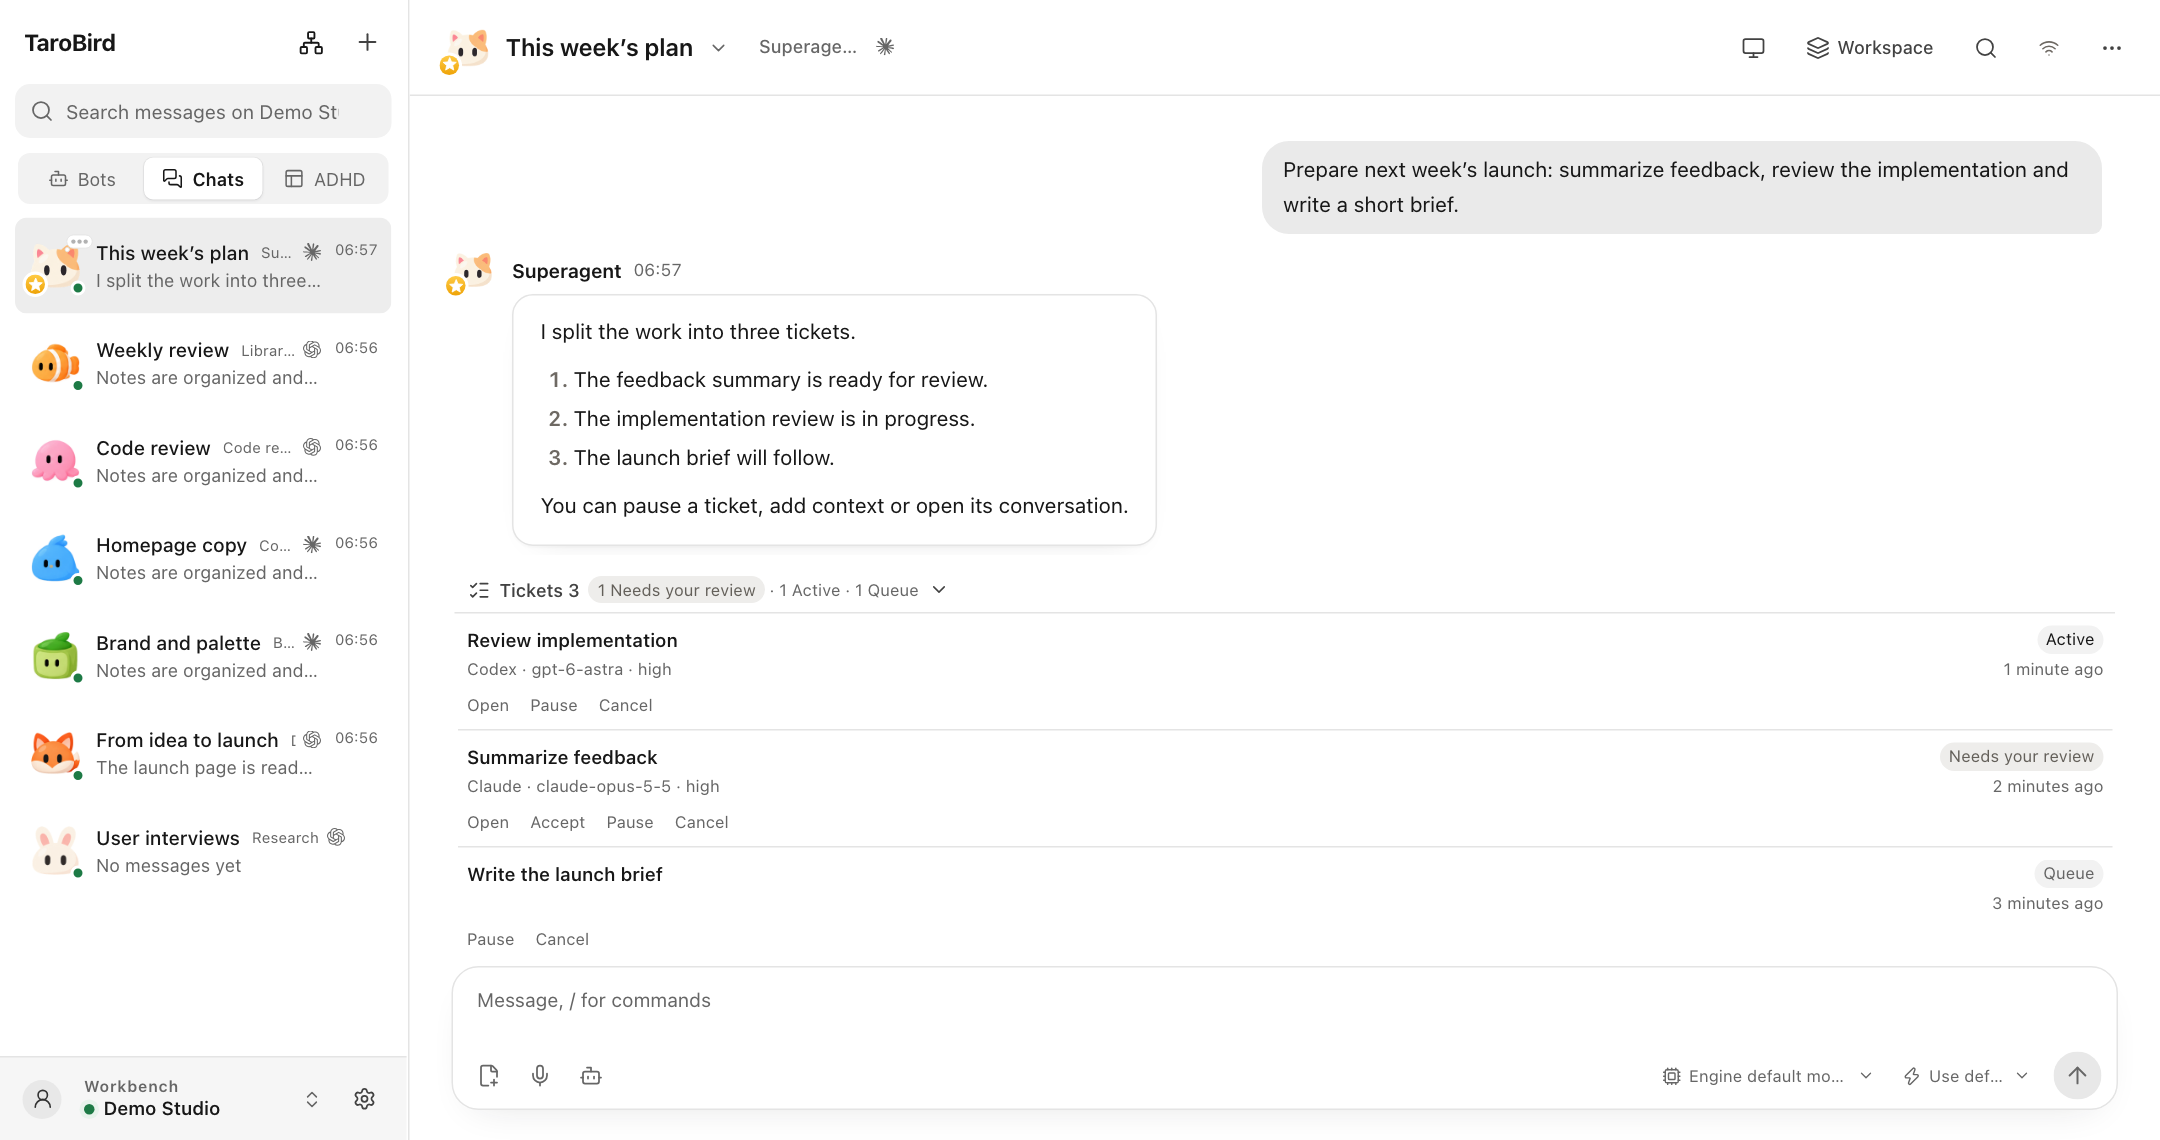 TaroBird
Search messages on Demo St
Bots
Chats
ADHD
This week’s plan Su... 06:57
I split the work into three...
Weekly review Librar... 06:56
Notes are organized and...
Code review Code re... 06:56
Notes are organized and...
Homepage copy Co... 06:56
Notes are organized and...
Brand and palette B... 06:56
Notes are organized and...
From idea to launch 06:56
The launch page is read...
User interviews Research
No messages yet
Workbench
Demo Studio
This week’s plan Superage...
Workspace
Prepare next week’s launch: summarize feedback, review the implementation and
write a short brief.
Superagent 06:57
I split the work into three tickets.
1. The feedback summary is ready for review.
2. The implementation review is in progress.
3. The launch brief will follow.
You can pause a ticket, add context or open its conversation.
Tickets 3 1 Needs your review · 1 Active · 1 Queue
Review implementation Active
Codex · gpt-6-astra · high 1 minute ago
Open Pause Cancel
Summarize feedback Needs your review
Claude · claude-opus-5-5 · high 2 minutes ago
Open Accept Pause Cancel
Write the launch brief Queue
3 minutes ago
Pause Cancel
Message, / for commands
Engine default mo... Use def...